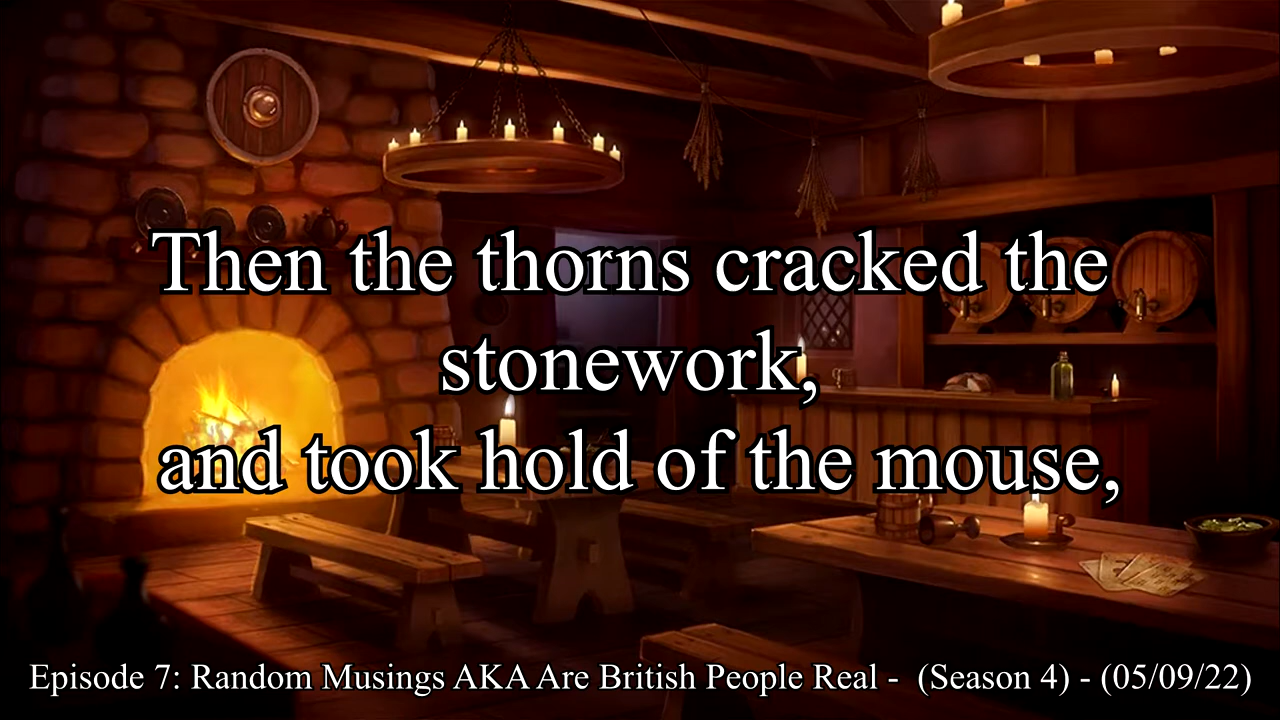 Then the thorns cracked the
stonework,
and took hold of the mouse,
Episode 7: Random Musings AKA Are British People Real -  (Season 4) - (05/09/22)